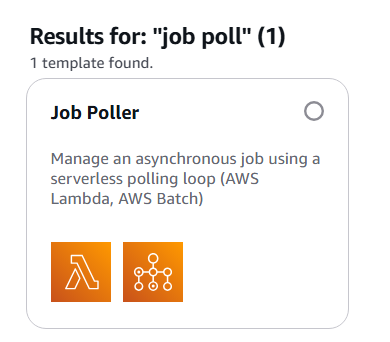 Results for: "job poll" (1)
1 template found.
Job Poller
Manage an asynchronous job using a
serverless polling loop (AWS
Lambda, AWS Batch)